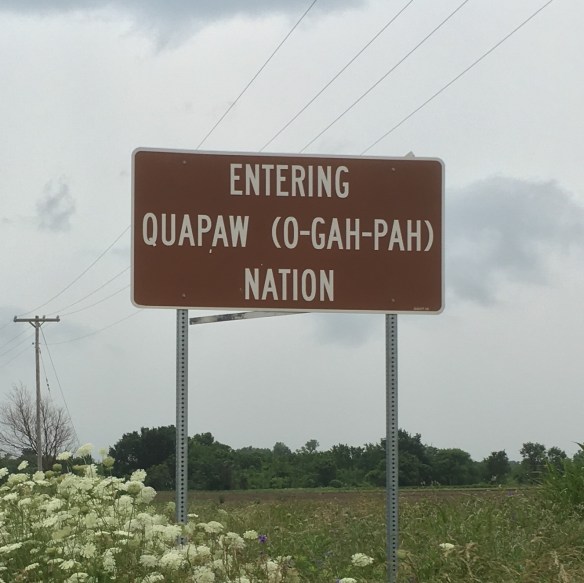 ENTERING
QUAPAW (O-GAH-PAH)
NATION